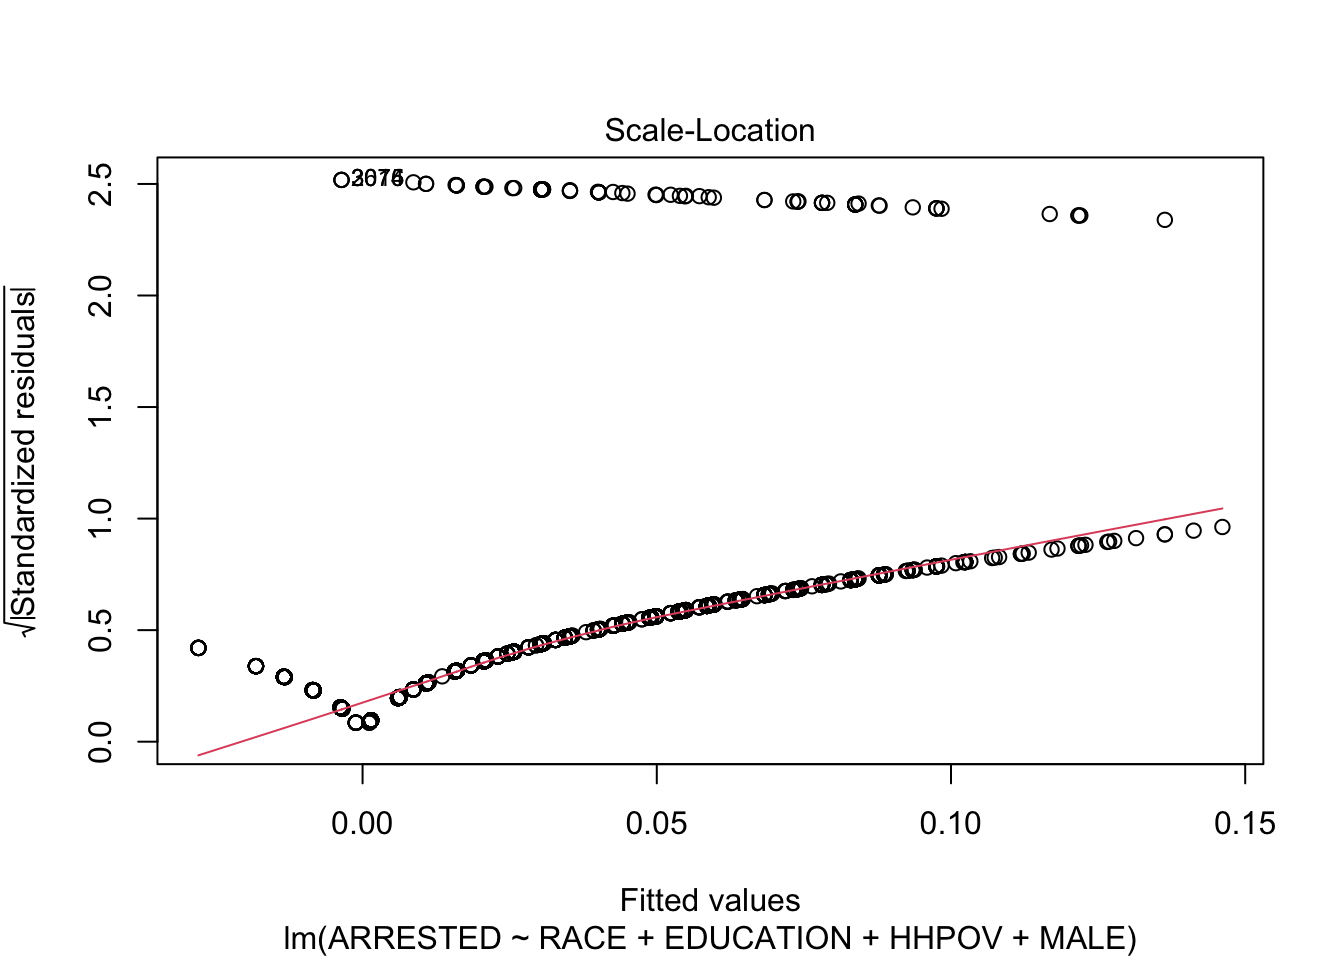 Scale-Location
√|Standardized residuals|
2.5
2.0
1.5
1.0
0.5
0.0
0.00 0.05 0.10 0.15
Fitted values
lm(ARRESTED ~ RACE + EDUCATION + HHPOV + MALE)